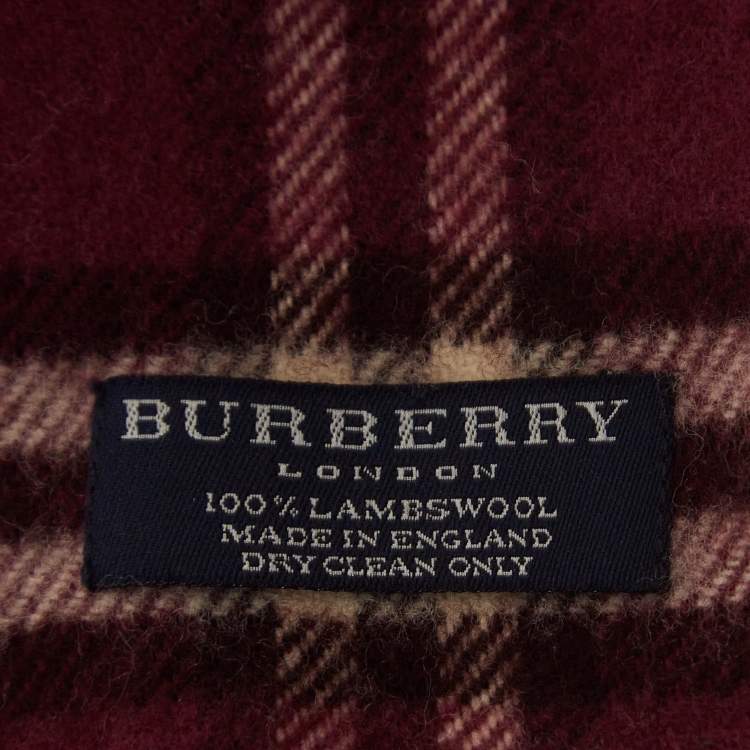 BURBERRY
LONDON
100% LAMBSWOOL
MADE IN ENGLAND
DRY CLEAN ONLY